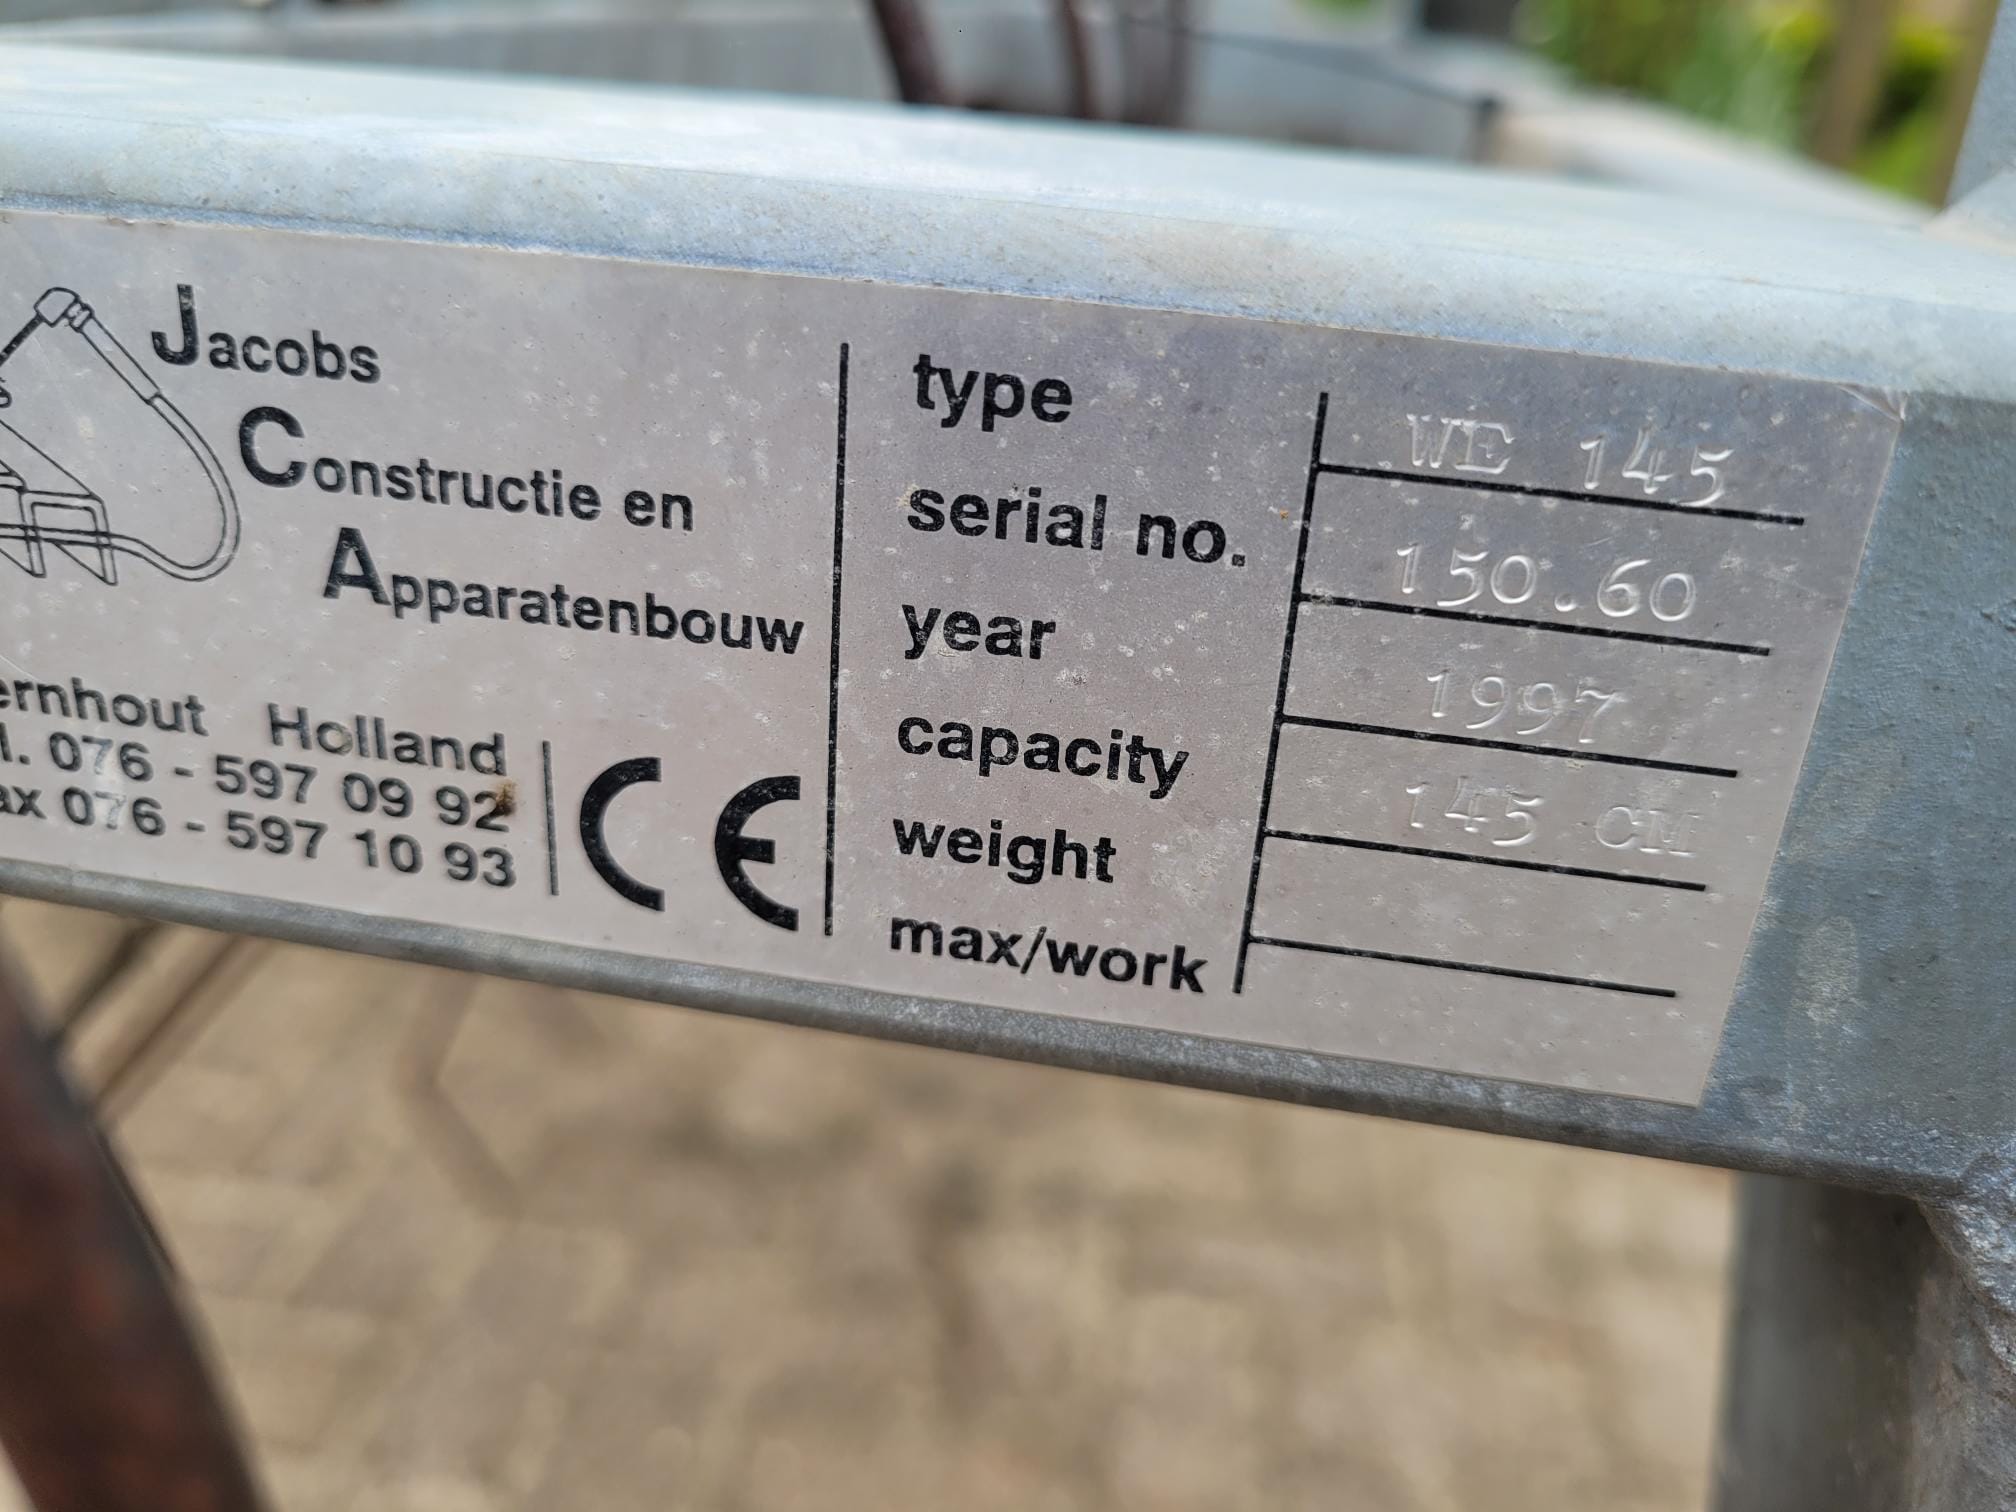 Jacobs
Constructie en
Apparatenbouw
ernhout Holland
l. 076 - 597 09 92
ax 076 - 597 10 93
CE
type WE 145
serial no. 150.60
year 1997
capacity 145 CM
weight
max/work